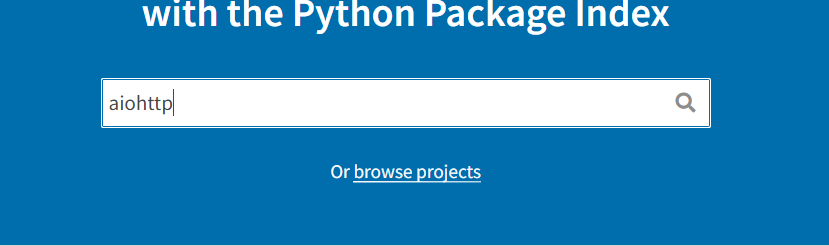 with the Python Package Index
aiohttp
Or browse projects